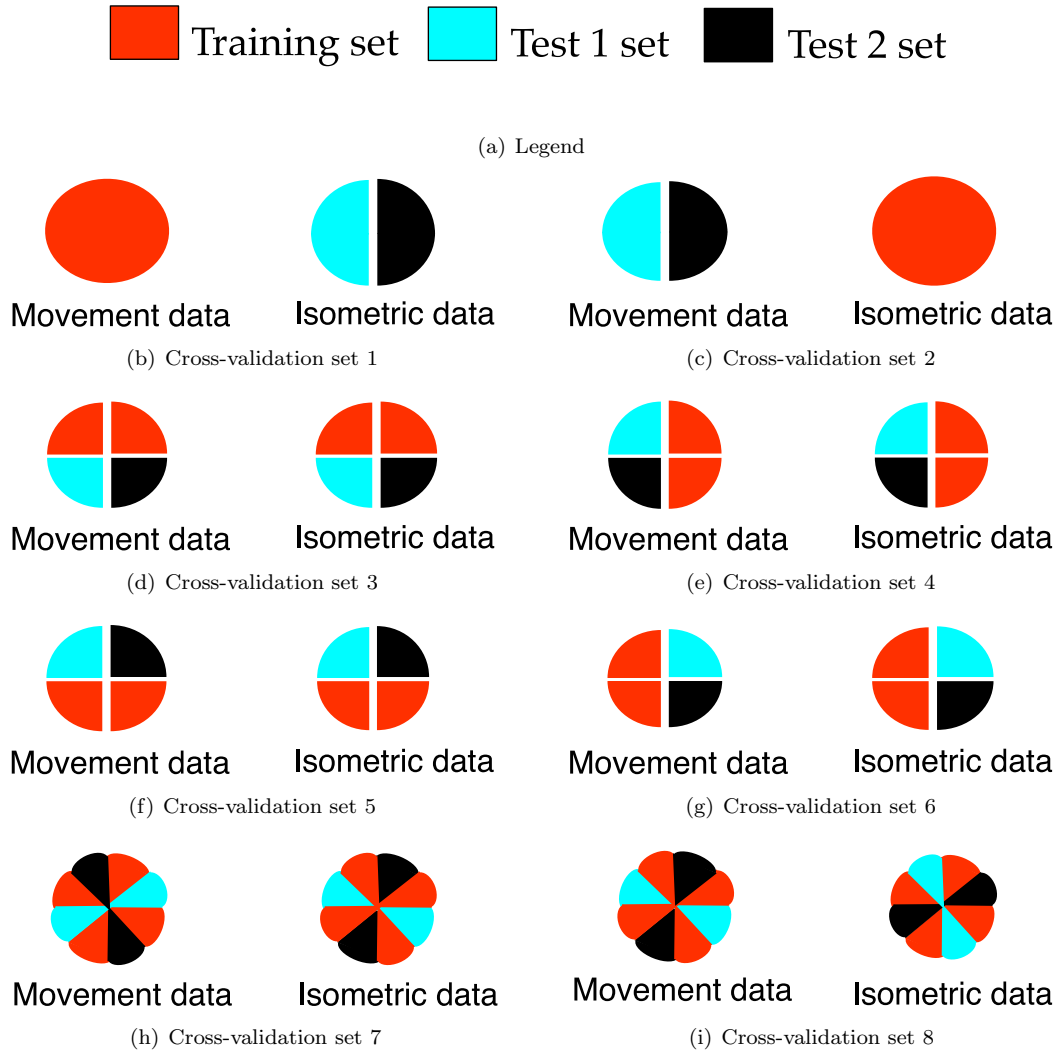 Training set Test 1 set Test 2 set
(a) Legend
Movement data Isometric data Movement data Isometric data
(b) Cross-validation set 1 (c) Cross-validation set 2
Movement data Isometric data Movement data Isometric data
(d) Cross-validation set 3 (e) Cross-validation set 4
Movement data Isometric data Movement data Isometric data
(f) Cross-validation set 5 (g) Cross-validation set 6
Movement data Isometric data Movement data Isometric data
(h) Cross-validation set 7 (i) Cross-validation set 8